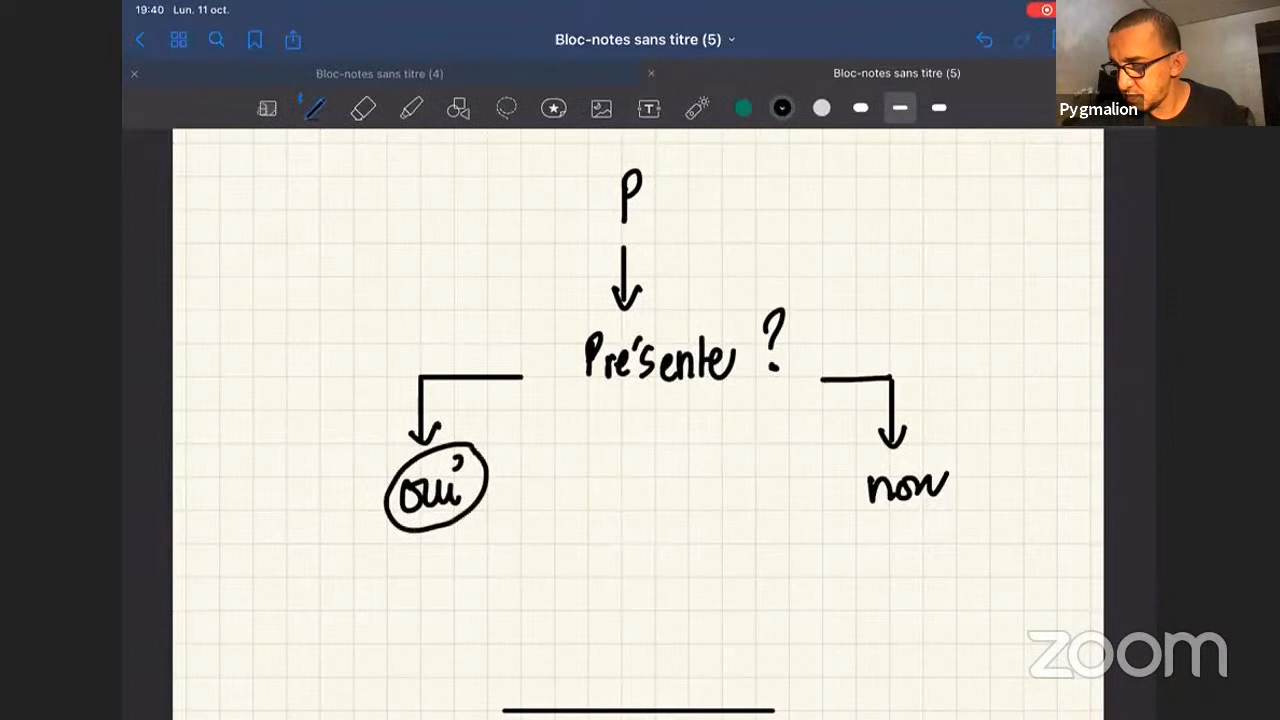 19:40 Lun. 11 oct.
Bloc-notes sans titre (5)
Bloc-notes sans titre (4)
Bloc-notes sans titre (5)
T
Pygmalion
P
Présente ?
oui
non
zoom